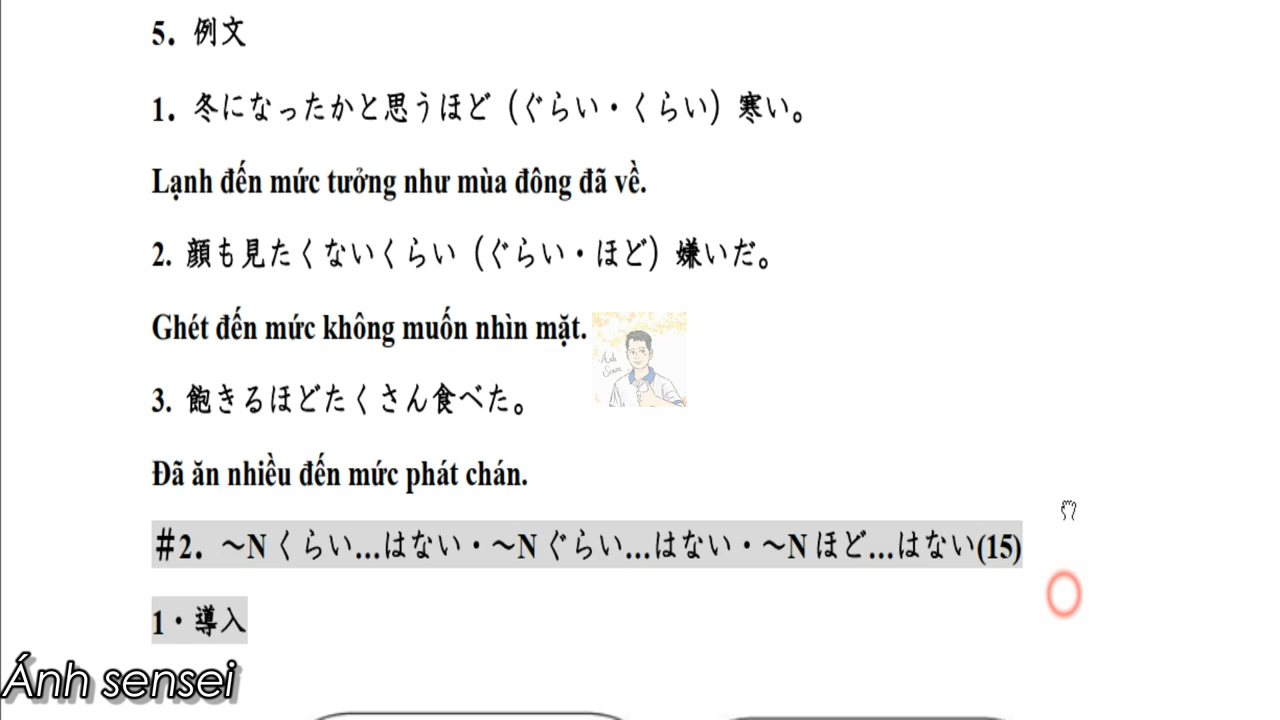 5. 例文
1. 冬になったかと思うほど（ぐらい・くらい）寒い。
Lạnh đến mức tưởng như mùa đông đã về.
2. 顔も見たくないくらい（ぐらい・ほど）嫌いだ。
Ghét đến mức không muốn nhìn mặt.
Ánh
Sensei
3. 飽きるほどたくさん食べた。
Đã ăn nhiều đến mức phát chán.
＃2. ～N くらい…はない・～N ぐらい…はない・～N ほど…はない(15)
1・導入
Ánh sensei